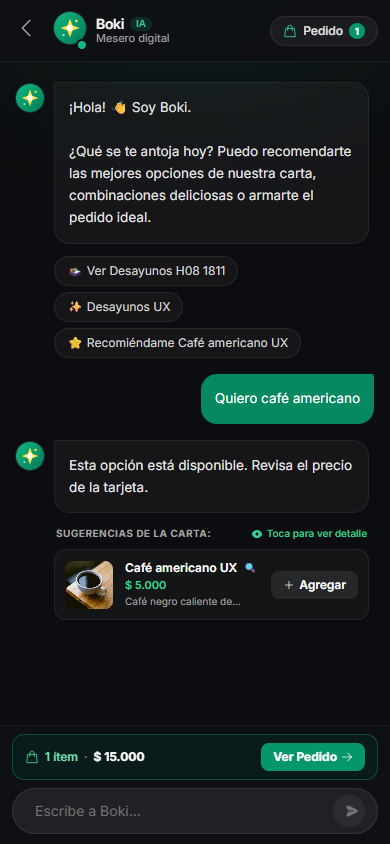 Boki IA
Mesero digital
Pedido 1
¡Hola! 👋 Soy Boki.
¿Qué se te antoja hoy? Puedo recomendarte
las mejores opciones de nuestra carta,
combinaciones deliciosas o armarte el
pedido ideal.
Ver Desayunos H08 1811
✨ Desayunos UX
⭐ Recomiéndame Café americano UX
Quiero café americano
Esta opción está disponible. Revisa el precio
de la tarjeta.
SUGERENCIAS DE LA CARTA: Toca para ver detalle
Café americano UX 🔍
$ 5.000
Café negro caliente de...
+ Agregar
1 ítem · $ 15.000
Ver Pedido →
Escribe a Boki...